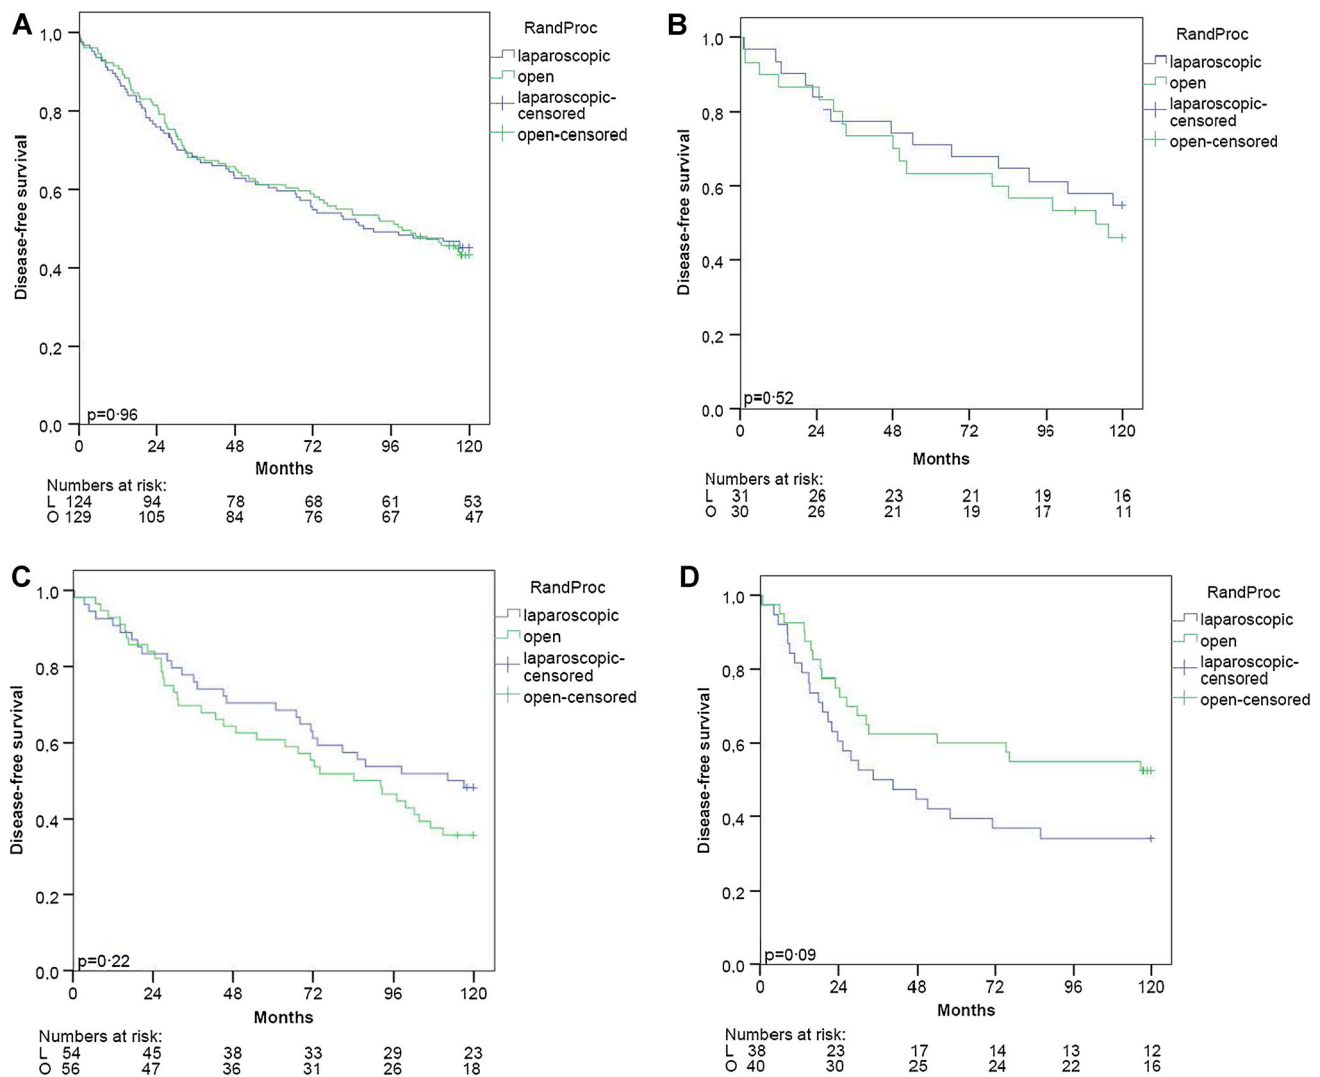 A
RandProc
laparoscopic
open
laparoscopic-
censored
open-censored
Disease-free survival
1,0
0,8
0,6
0,4
0,2
0,0
p=0·96
0 24 48 72 96 120
Months
Numbers at risk:
L 124 94 78 68 61 53
O 129 105 84 76 67 47
B
RandProc
laparoscopic
open
laparoscopic-
censored
open-censored
Disease-free survival
1,0
0,8
0,6
0,4
0,2
0,0
p=0·52
0 24 48 72 96 120
Months
Numbers at risk:
L 31 26 23 21 19 16
O 30 26 21 19 17 11
C
RandProc
laparoscopic
open
laparoscopic-
censored
open-censored
Disease-free survival
1,0
0,8
0,6
0,4
0,2
0,0
p=0·22
0 24 48 72 96 120
Months
Numbers at risk:
L 54 45 38 33 29 23
O 56 47 36 31 26 18
D
RandProc
laparoscopic
open
laparoscopic-
censored
open-censored
Disease-free survival
1,0
0,8
0,6
0,4
0,2
0,0
p=0·09
0 24 48 72 96 120
Months
Numbers at risk:
L 38 23 17 14 13 12
O 40 30 25 24 22 16